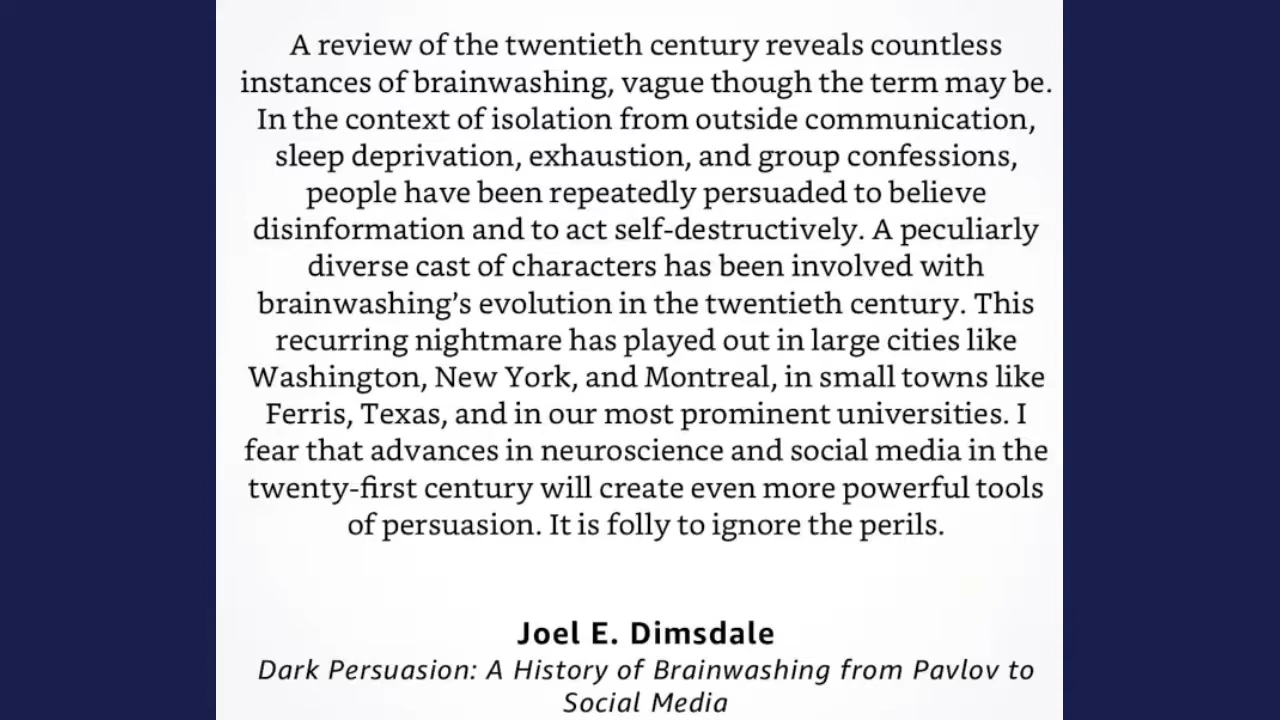 A review of the twentieth century reveals countless
instances of brainwashing, vague though the term may be.
In the context of isolation from outside communication,
sleep deprivation, exhaustion, and group confessions,
people have been repeatedly persuaded to believe
disinformation and to act self-destructively. A peculiarly
diverse cast of characters has been involved with
brainwashing’s evolution in the twentieth century. This
recurring nightmare has played out in large cities like
Washington, New York, and Montreal, in small towns like
Ferris, Texas, and in our most prominent universities. I
fear that advances in neuroscience and social media in the
twenty-first century will create even more powerful tools
of persuasion. It is folly to ignore the perils.
Joel E. Dimsdale
Dark Persuasion: A History of Brainwashing from Pavlov to
Social Media